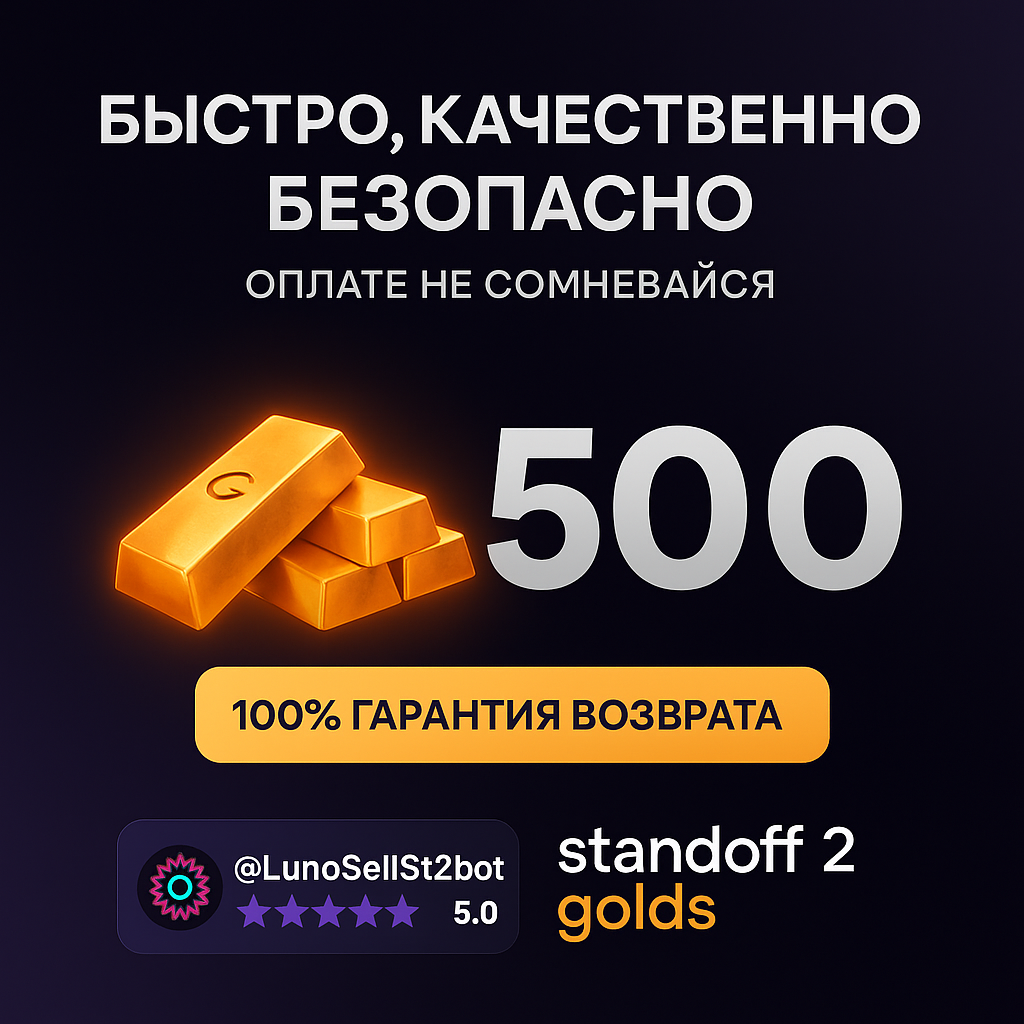 БЫСТРО, КАЧЕСТВЕННО
БЕЗОПАСНО
ОПЛАТЕ НЕ СОМНЕВАЙСЯ
G
500
100% ГАРАНТИЯ ВОЗВРАТА
@LunoSellSt2bot
5.0
standoff 2
golds